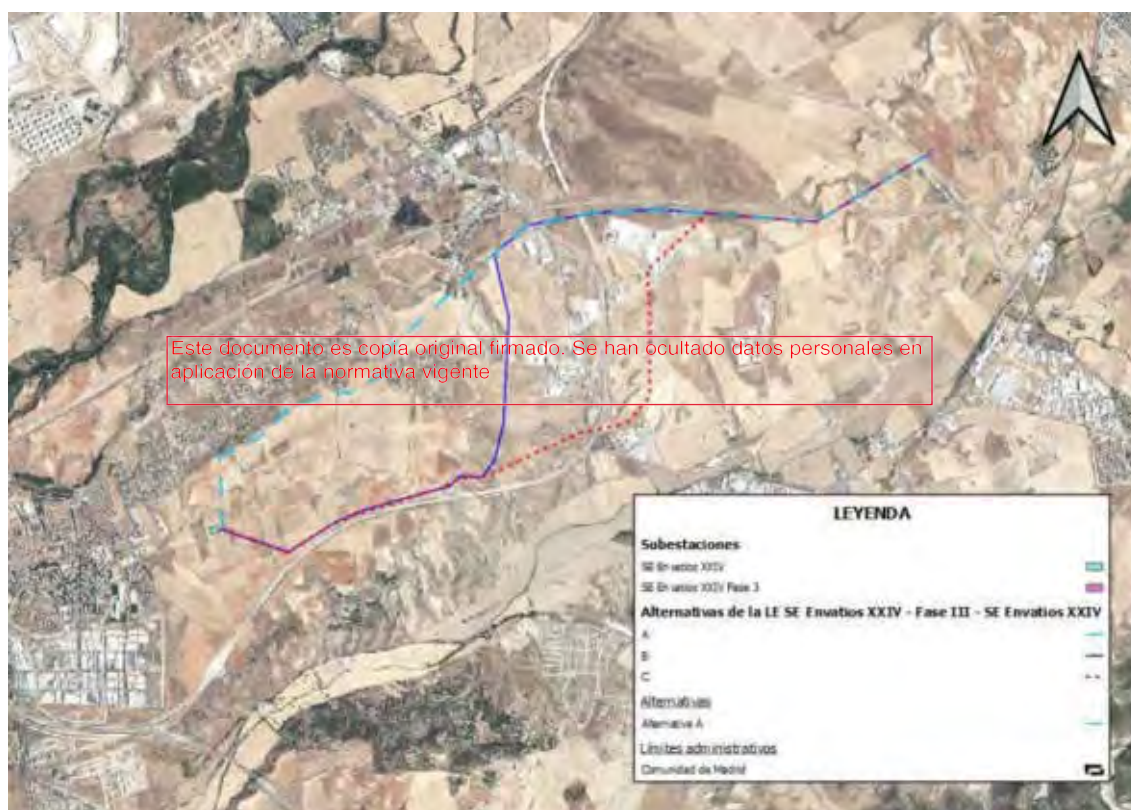 Este documento es copia original firmado. Se han ocultado datos personales en
aplicación de la normativa vigente
LEYENDA
Subestaciones
SE Envatios XXIV
SE Envatios XXIV Fase 3
Alternativas de la LE SE Envatios XXIV - Fase III - SE Envatios XXIV
A
B
C
Alternativas
Alternativa A
Límites administrativos
Comunidad de Madrid